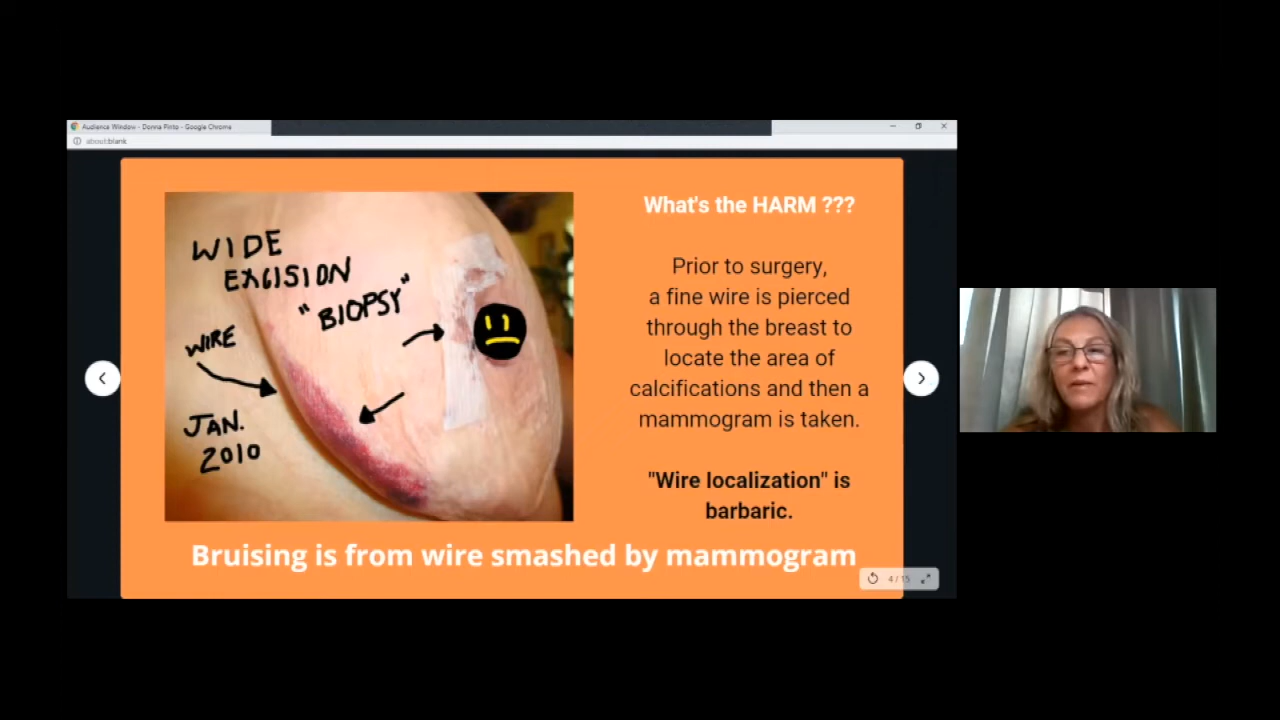 Audience Window - Donna Pinto - Google Chrome
about:blank
WIDE
EXCISION
"BIOPSY"
WIRE
JAN.
2010
What's the HARM ???
Prior to surgery,
a fine wire is pierced
through the breast to
locate the area of
calcifications and then a
mammogram is taken.
"Wire localization" is
barbaric.
Bruising is from wire smashed by mammogram
4 / 15